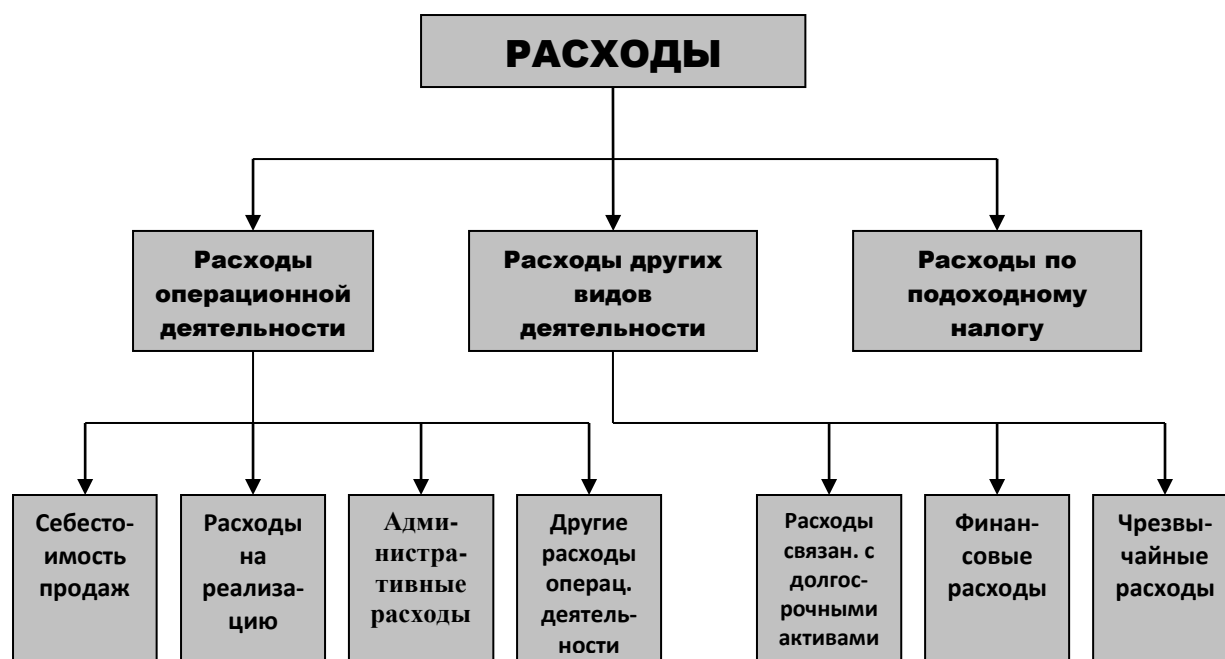 РАСХОДЫ
Расходы
операционной
деятельности
Расходы других
видов
деятельности
Расходы по
подоходному
налогу
Себесто-
имость
продаж
Расходы
на
реализа-
цию
Адми-
нистра-
тивные
расходы
Другие
расходы
операц.
деятель-
ности
Расходы
связан. с
долгос-
рочными
активами
Финан-
совые
расходы
Чрезвы-
чайные
расходы